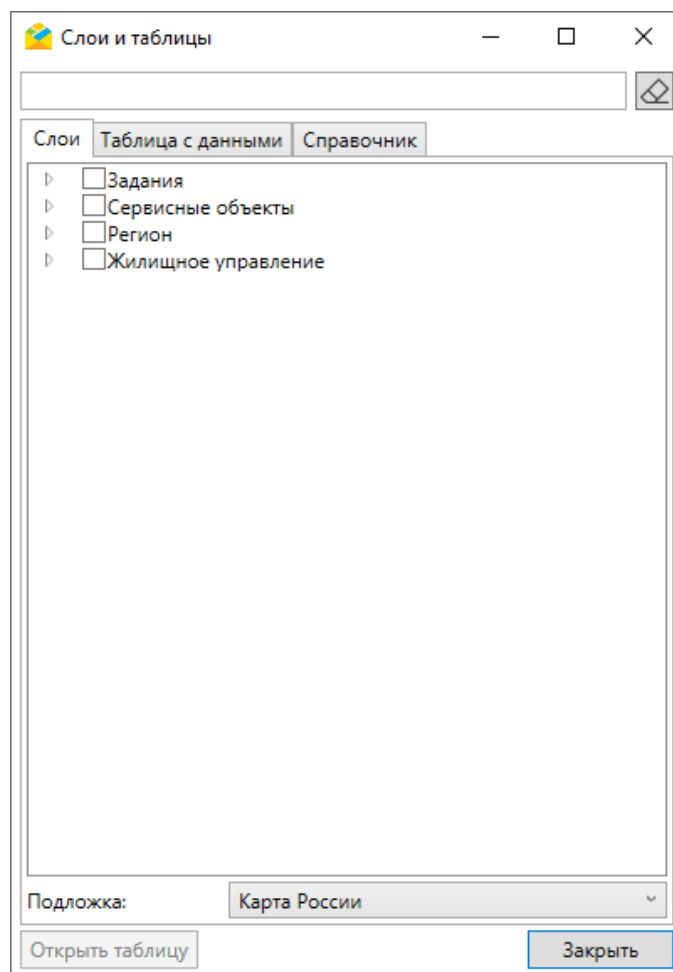 Слои и таблицы
Слои Таблица с данными Справочник
Задания
Сервисные объекты
Регион
Жилищное управление
Подложка: Карта России
Открыть таблицу Закрыть